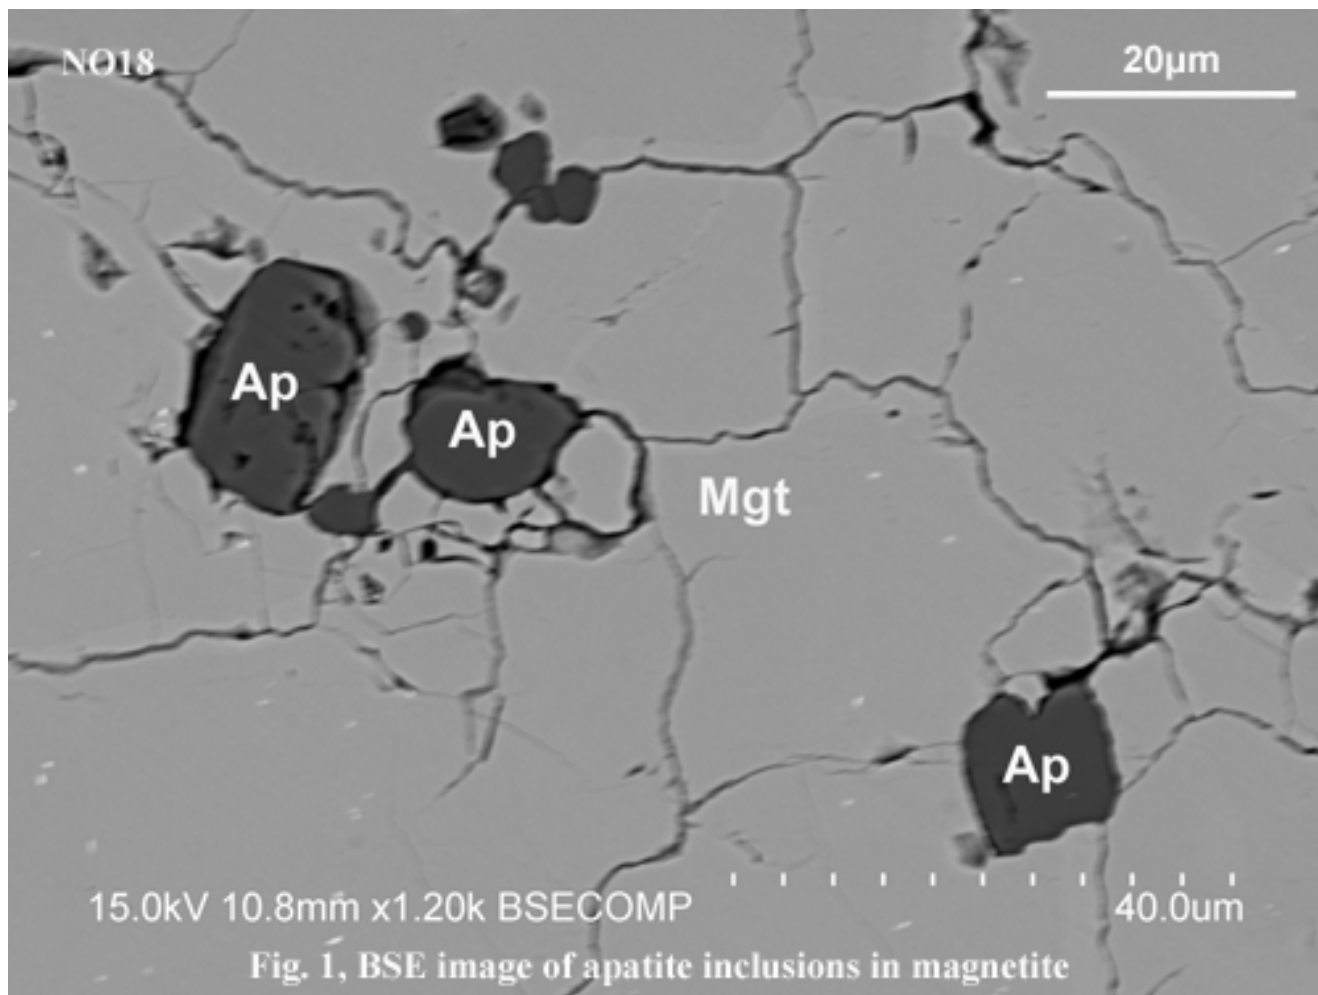 NO18
20μm
Ap
Ap
Mgt
Ap
15.0kV 10.8mm x1.20k BSECOMP
40.0um
Fig. 1, BSE image of apatite inclusions in magnetite